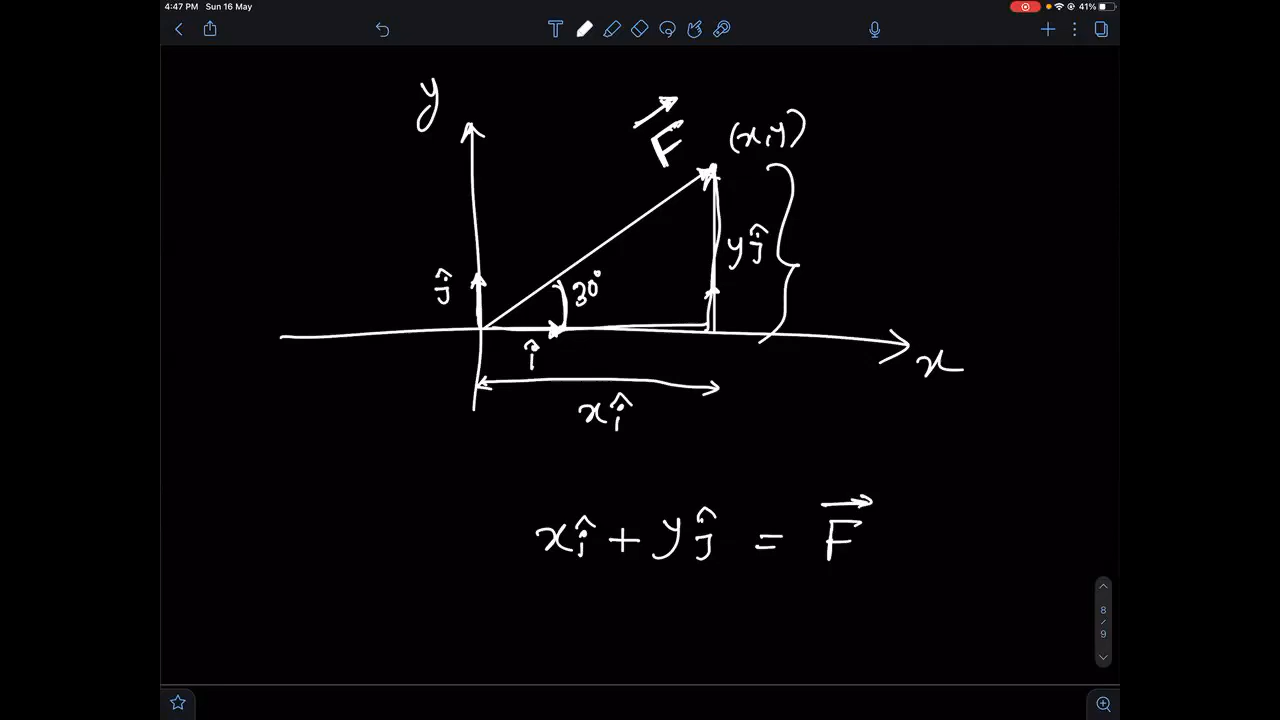 4:47 PM Sun 16 May
41%
T
y
F
(x,y)
yĵ
ĵ
30°
î
x
xî
xî + yĵ = F
8
/
9